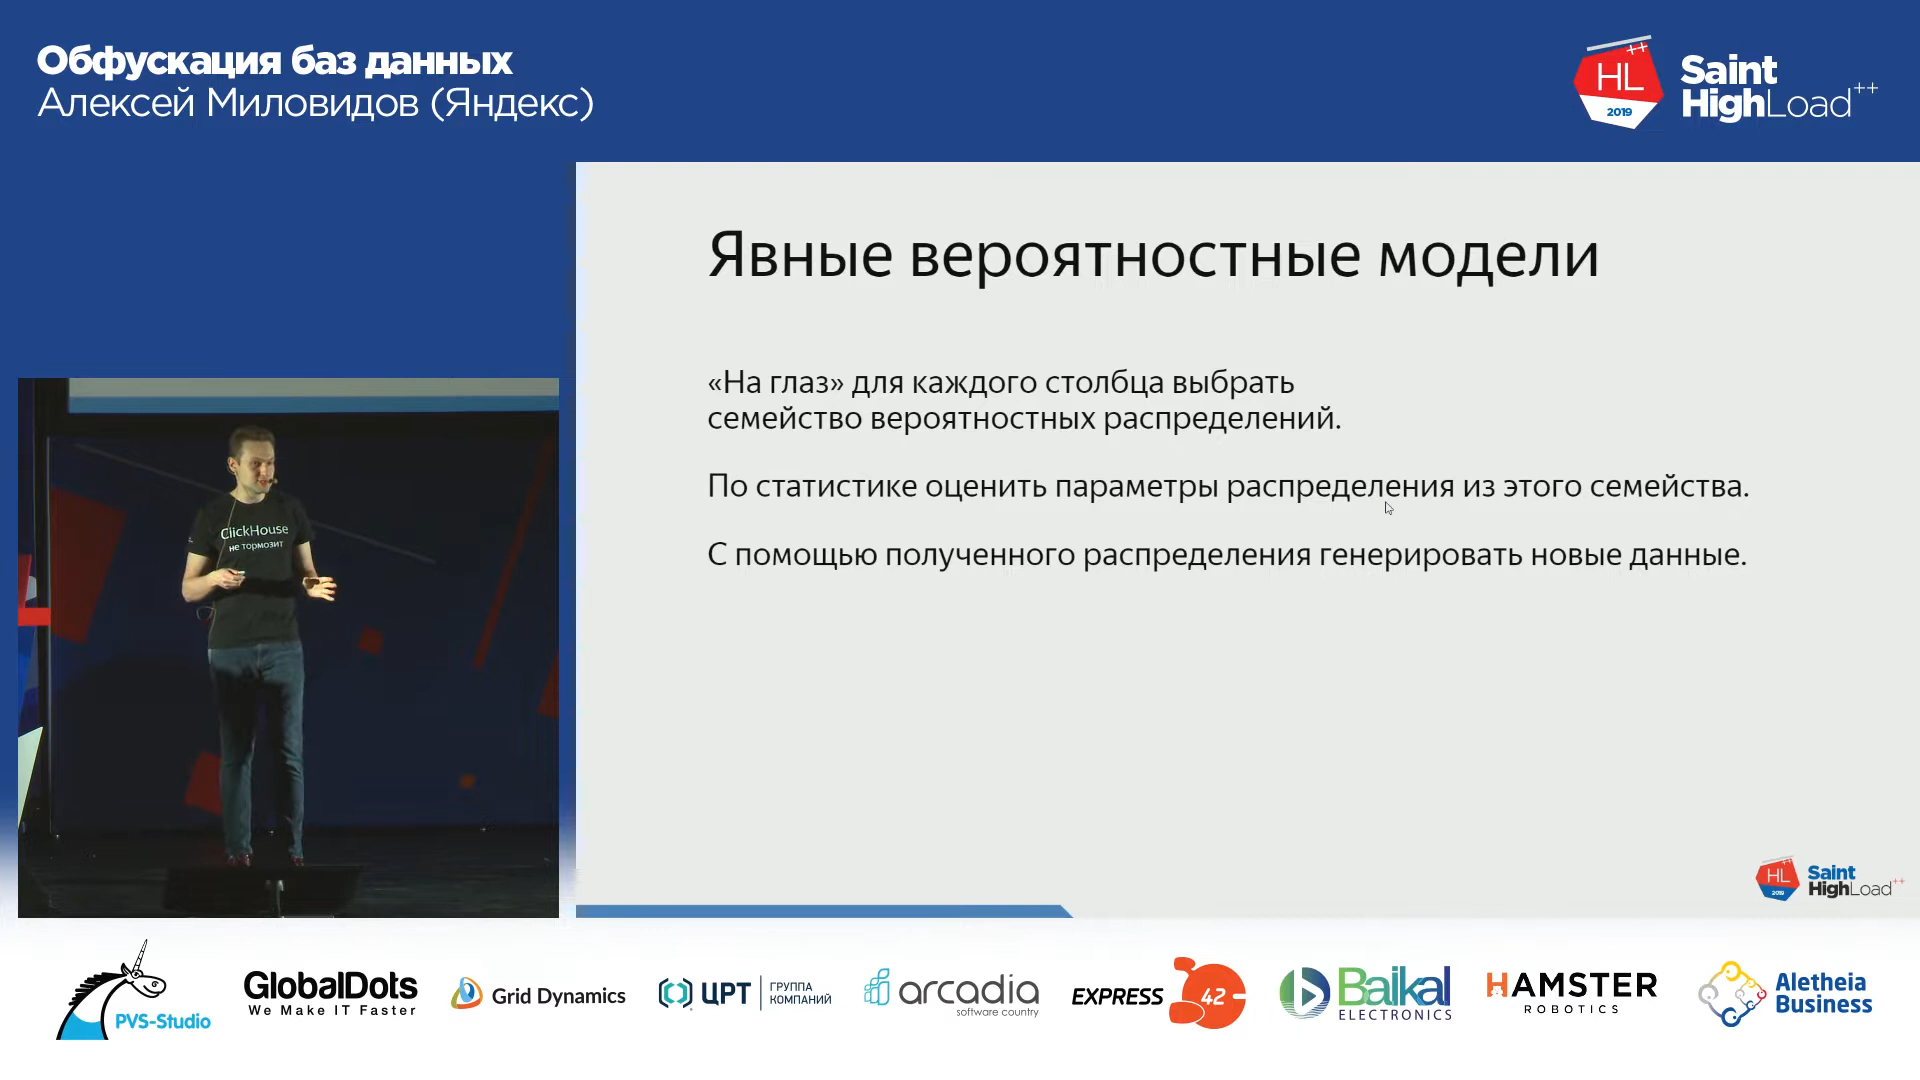 Обфускация баз данных
Алексей Миловидов (Яндекс)
HL ++
2019
Saint
HighLoad++
Явные вероятностные модели
«На глаз» для каждого столбца выбрать
семейство вероятностных распределений.
По статистике оценить параметры распределения из этого семейства.
С помощью полученного распределения генерировать новые данные.
ClickHouse
не тормозит
HL ++
2019
Saint
HighLoad++
PVS-Studio
GlobalDots
We Make IT Faster
Grid Dynamics
ЦРТ ГРУППА
КОМПАНИЙ
arcadia
software country
EXPRESS 42
Baikal
ELECTRONICS
HAMSTER
ROBOTICS
Aletheia
Business